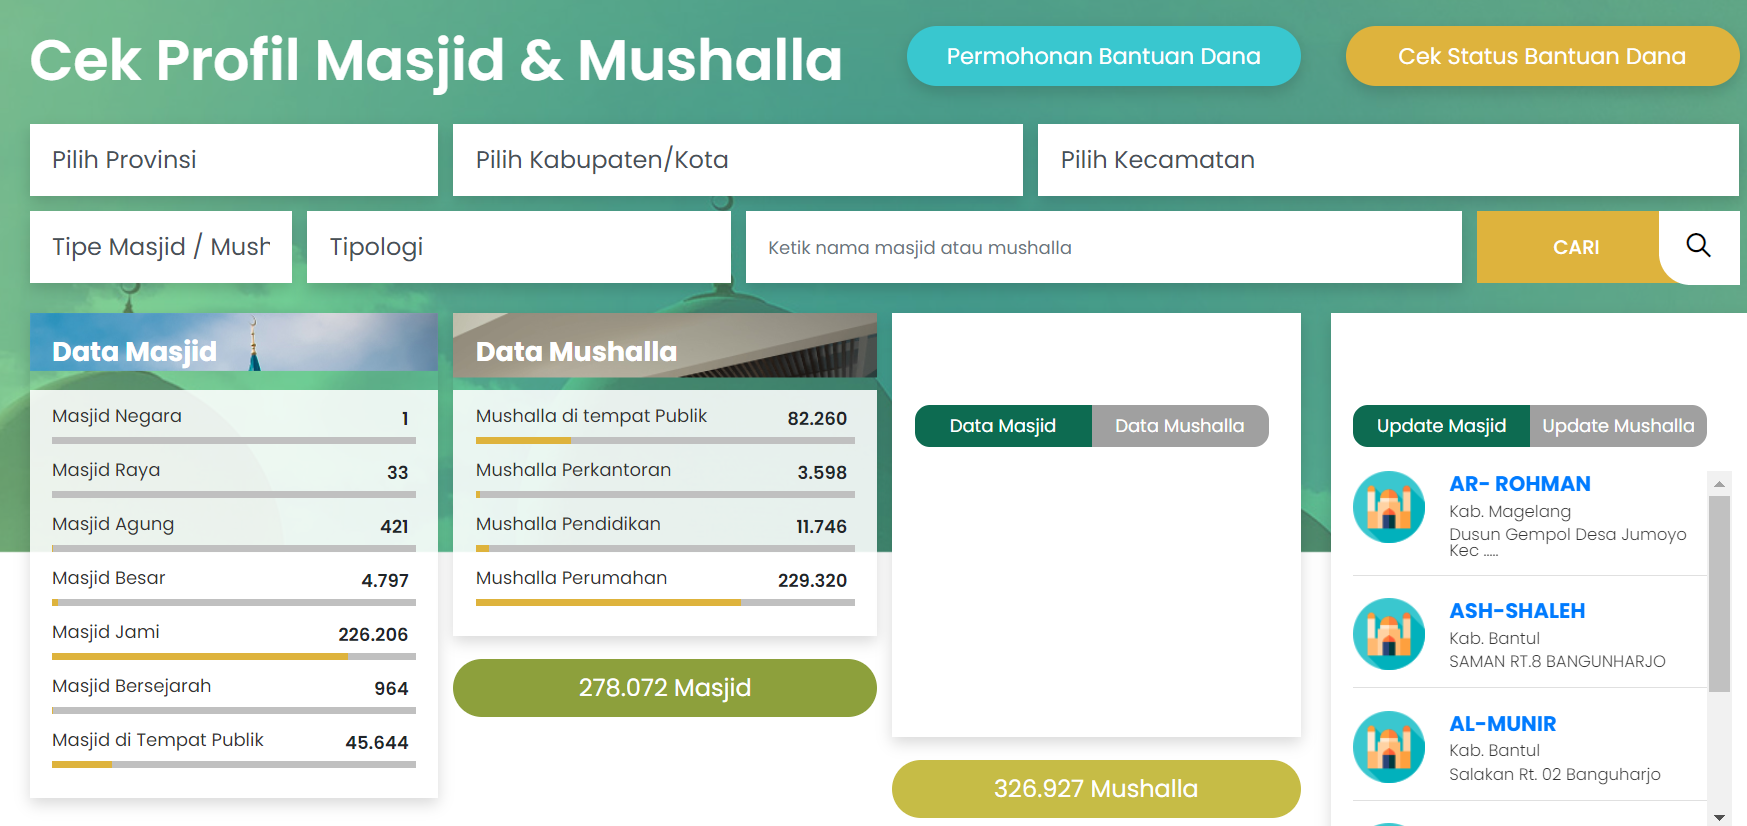 Cek Profil Masjid & Mushalla
Permohonan Bantuan Dana
Cek Status Bantuan Dana
Pilih Provinsi
Pilih Kabupaten/Kota
Pilih Kecamatan
Tipe Masjid / Mush
Tipologi
Ketik nama masjid atau mushalla
CARI
Data Masjid
Masjid Negara
1
Masjid Raya
33
Masjid Agung
421
Masjid Besar
4.797
Masjid Jami
226.206
Masjid Bersejarah
964
Masjid di Tempat Publik
45.644
Data Mushalla
Mushalla di tempat Publik
82.260
Mushalla Perkantoran
3.598
Mushalla Pendidikan
11.746
Mushalla Perumahan
229.320
278.072 Masjid
Data Masjid
Data Mushalla
326.927 Mushalla
Update Masjid
Update Mushalla
AR- ROHMAN
Kab. Magelang
Dusun Gempol Desa Jumoyo
Kec .....
ASH-SHALEH
Kab. Bantul
SAMAN RT.8 BANGUNHARJO
AL-MUNIR
Kab. Bantul
Salakan Rt. 02 Banguharjo